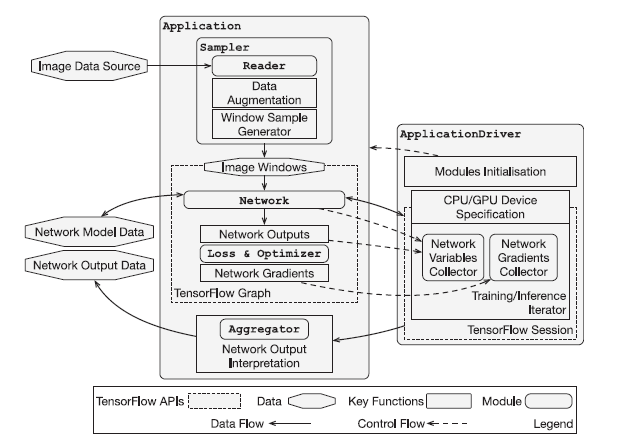 Application
Sampler
Reader
Data
Augmentation
Window Sample
Generator
Image Data Source
Image Windows
Network
Network Outputs
Loss & Optimizer
Network Gradients
TensorFlow Graph
Network Model Data
Network Output Data
Aggregator
Network Output
Interpretation
ApplicationDriver
Modules Initialisation
CPU/GPU Device
Specification
Network
Variables
Collector
Network
Gradients
Collector
Training/Inference
Iterator
TensorFlow Session
TensorFlow APIs
Data
Key Functions
Module
Data Flow
Control Flow
Legend